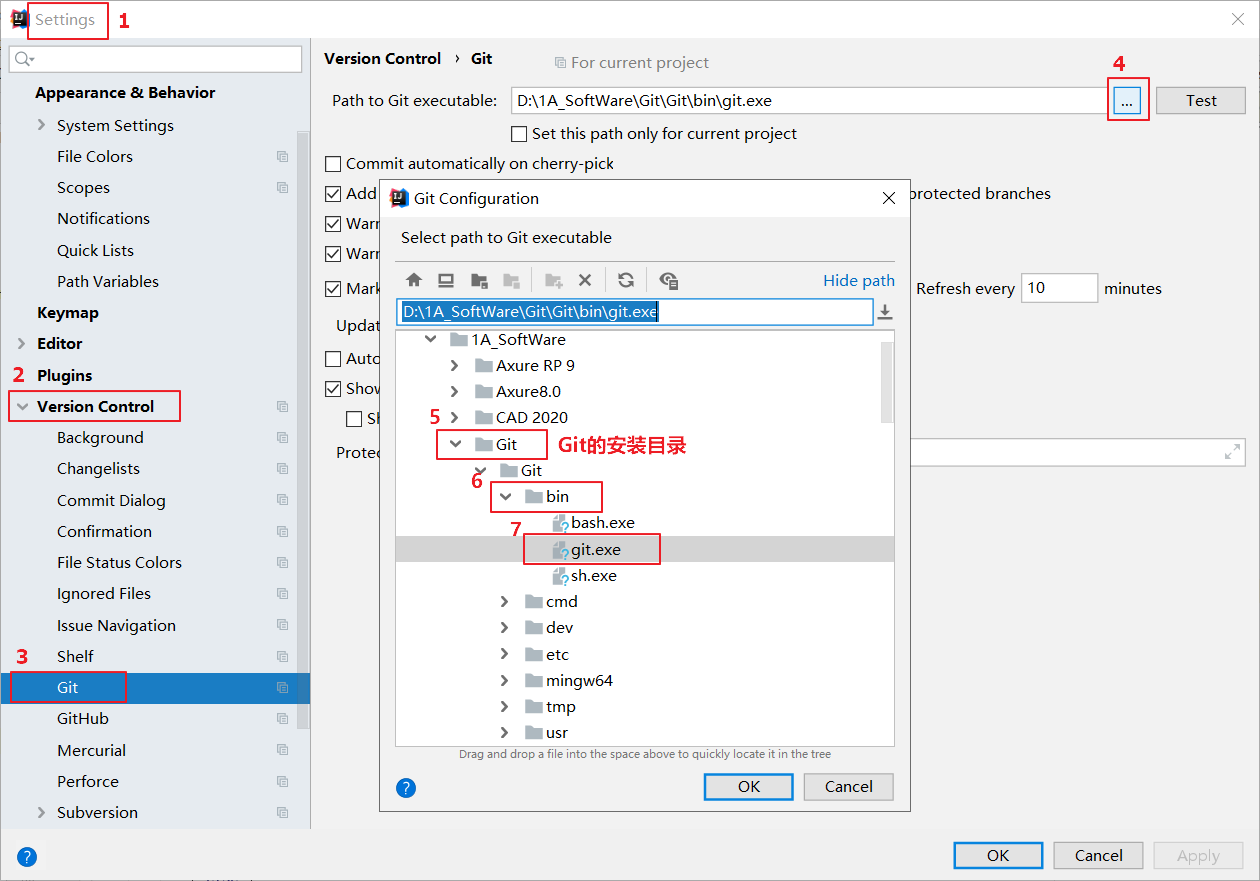 Settings 1
Appearance & Behavior
System Settings
File Colors
Scopes
Notifications
Quick Lists
Path Variables
Keymap
Editor
2 Plugins
Version Control
Background
Changelists
Commit Dialog
Confirmation
File Status Colors
Ignored Files
Issue Navigation
3 Shelf
Git
GitHub
Mercurial
Perforce
Subversion
Version Control › Git For current project
4
Path to Git executable: D:\1A_SoftWare\Git\Git\bin\git.exe ... Test
Set this path only for current project
Commit automatically on cherry-pick
Add protected branches
Warn
Warn
Mark Refresh every 10 minutes
Updat
Auto
Show
Sh
Protec
Git Configuration
Select path to Git executable
Hide path
D:\1A_SoftWare\Git\Git\bin\git.exe
1A_SoftWare
Axure RP 9
Axure8.0
5 CAD 2020
Git Git的安装目录
6 Git
bin
7 bash.exe
git.exe
sh.exe
cmd
dev
etc
mingw64
tmp
usr
Drag and drop a file into the space above to quickly locate it in the tree
? OK Cancel
? OK Cancel Apply